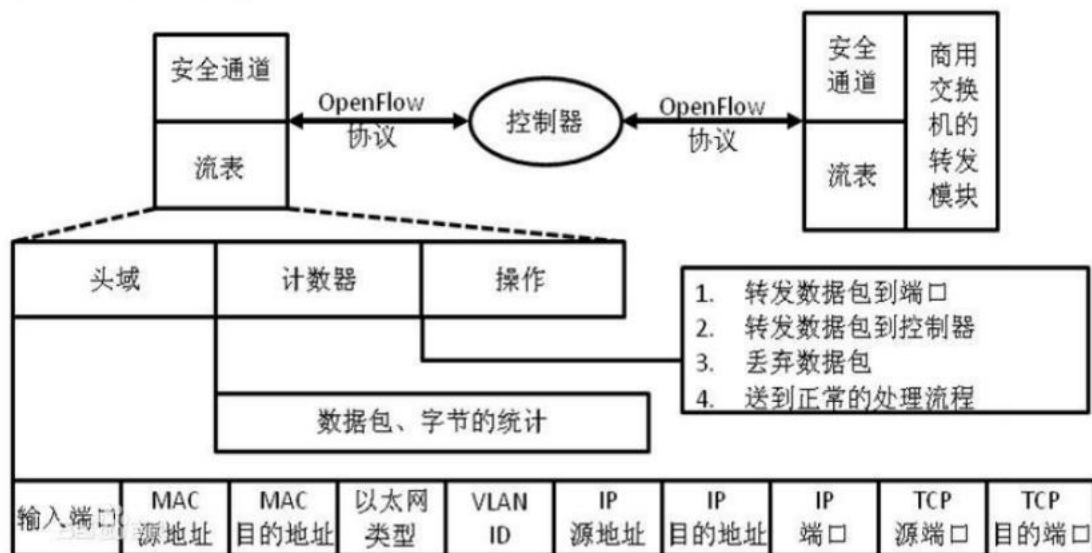 安全通道
流表
OpenFlow
协议
控制器
OpenFlow
协议
安全
通道
流表
商用
交换
机的
转发
模块
头域
计数器
操作
1. 转发数据包到端口
2. 转发数据包到控制器
3. 丢弃数据包
4. 送到正常的处理流程
数据包、字节的统计
输入端口
MAC
源地址
MAC
目的地址
以太网
类型
VLAN
ID
IP
源地址
IP
目的地址
IP
端口
TCP
源端口
TCP
目的端口